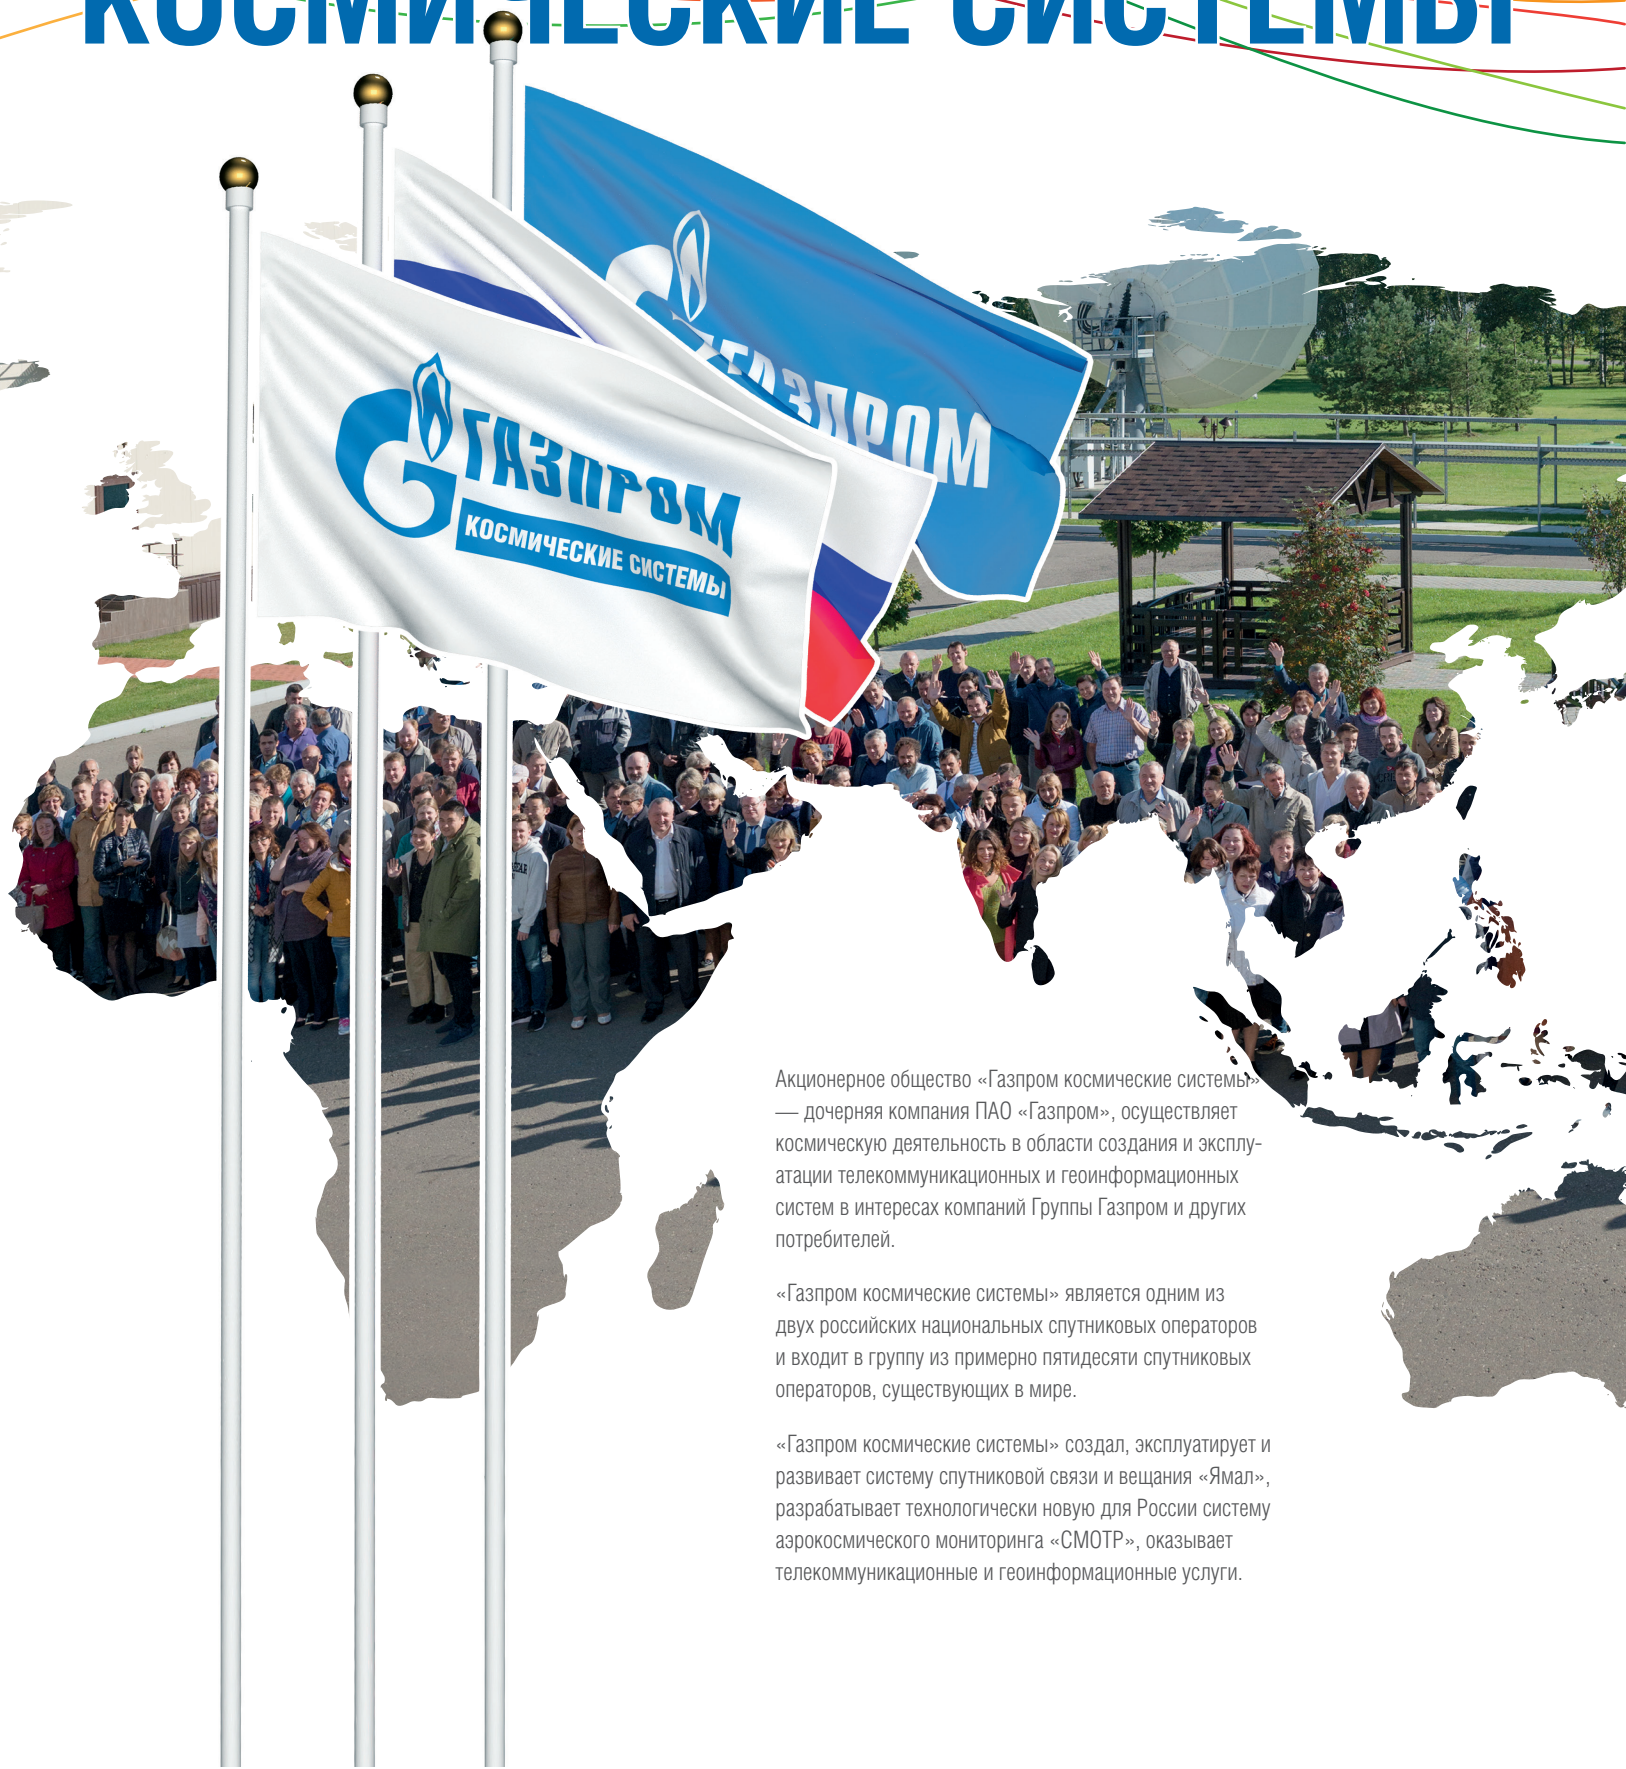 КОСМИЧЕСКИЕ СИСТЕМЫ
ГАЗПРОМ
ГАЗПРОМ
КОСМИЧЕСКИЕ СИСТЕМЫ
Акционерное общество «Газпром космические системы»
— дочерняя компания ПАО «Газпром», осуществляет
космическую деятельность в области создания и эксплу-
атации телекоммуникационных и геоинформационных
систем в интересах компаний Группы Газпром и других
потребителей.
«Газпром космические системы» является одним из
двух российских национальных спутниковых операторов
и входит в группу из примерно пятидесяти спутниковых
операторов, существующих в мире.
«Газпром космические системы» создал, эксплуатирует и
развивает систему спутниковой связи и вещания «Ямал»,
разрабатывает технологически новую для России систему
аэрокосмического мониторинга «СМОТР», оказывает
телекоммуникационные и геоинформационные услуги.